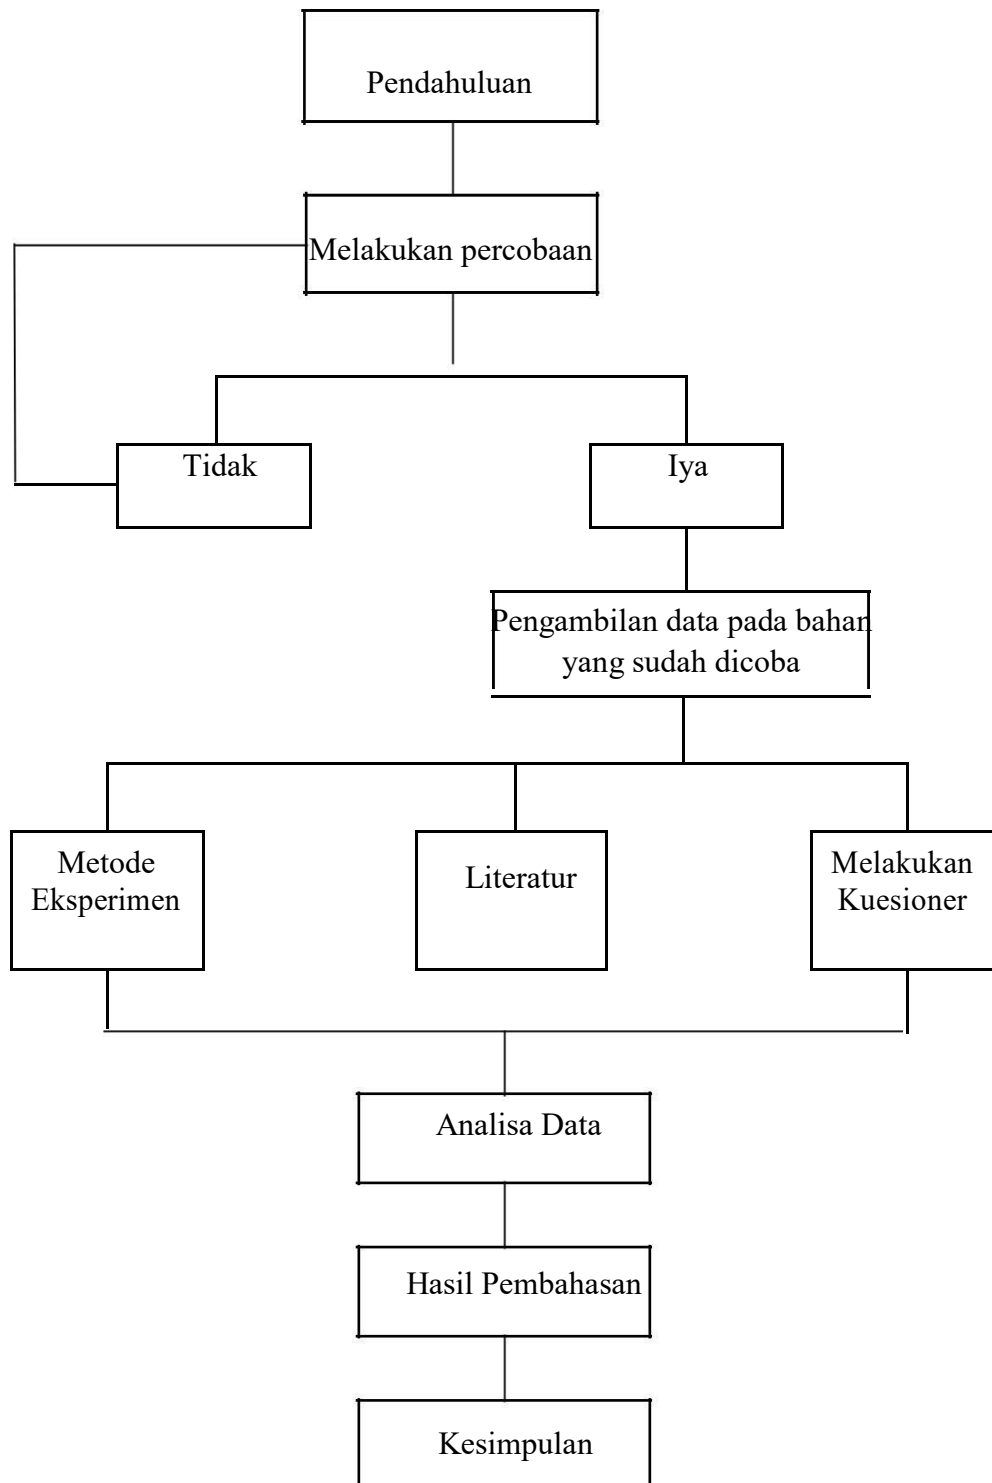 Pendahuluan
Melakukan percobaan
Tidak
Iya
Pengambilan data pada bahan
yang sudah dicoba
Metode
Eksperimen
Literatur
Melakukan
Kuesioner
Analisa Data
Hasil Pembahasan
Kesimpulan